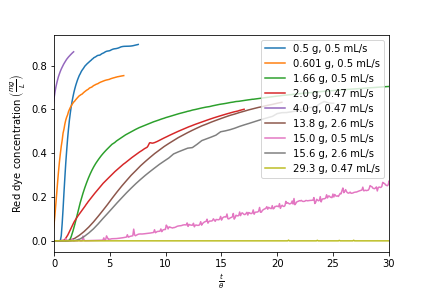 Red dye concentration (mg/L)
0.8
0.6
0.4
0.2
0.0
0 5 10 15 20 25 30
t/θ
0.5 g, 0.5 mL/s
0.601 g, 0.5 mL/s
1.66 g, 0.5 mL/s
2.0 g, 0.47 mL/s
4.0 g, 0.47 mL/s
13.8 g, 2.6 mL/s
15.0 g, 0.5 mL/s
15.6 g, 2.6 mL/s
29.3 g, 0.47 mL/s